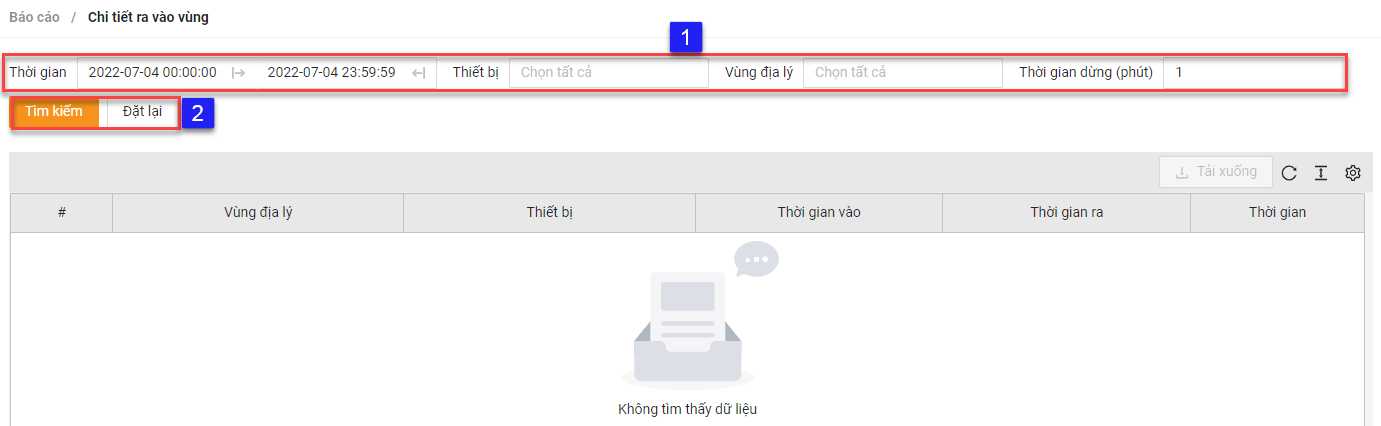 Báo cáo / Chi tiết ra vào vùng
1
Thời gian 2022-07-04 00:00:00 2022-07-04 23:59:59 Thiết bị Chọn tất cả Vùng địa lý Chọn tất cả Thời gian dừng (phút) 1
Tìm kiếm Đặt lại 2
Tải xuống
# Vùng địa lý Thiết bị Thời gian vào Thời gian ra Thời gian
Không tìm thấy dữ liệu